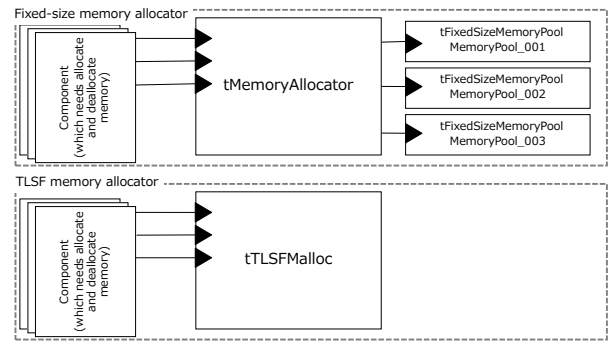 Fixed-size memory allocator
Component
(which needs allocate
and deallocate
memory)
tMemoryAllocator
tFixedSizeMemoryPool
MemoryPool_001
tFixedSizeMemoryPool
MemoryPool_002
tFixedSizeMemoryPool
MemoryPool_003
TLSF memory allocator
Component
(which needs allocate
and deallocate
memory)
tTLSFMalloc